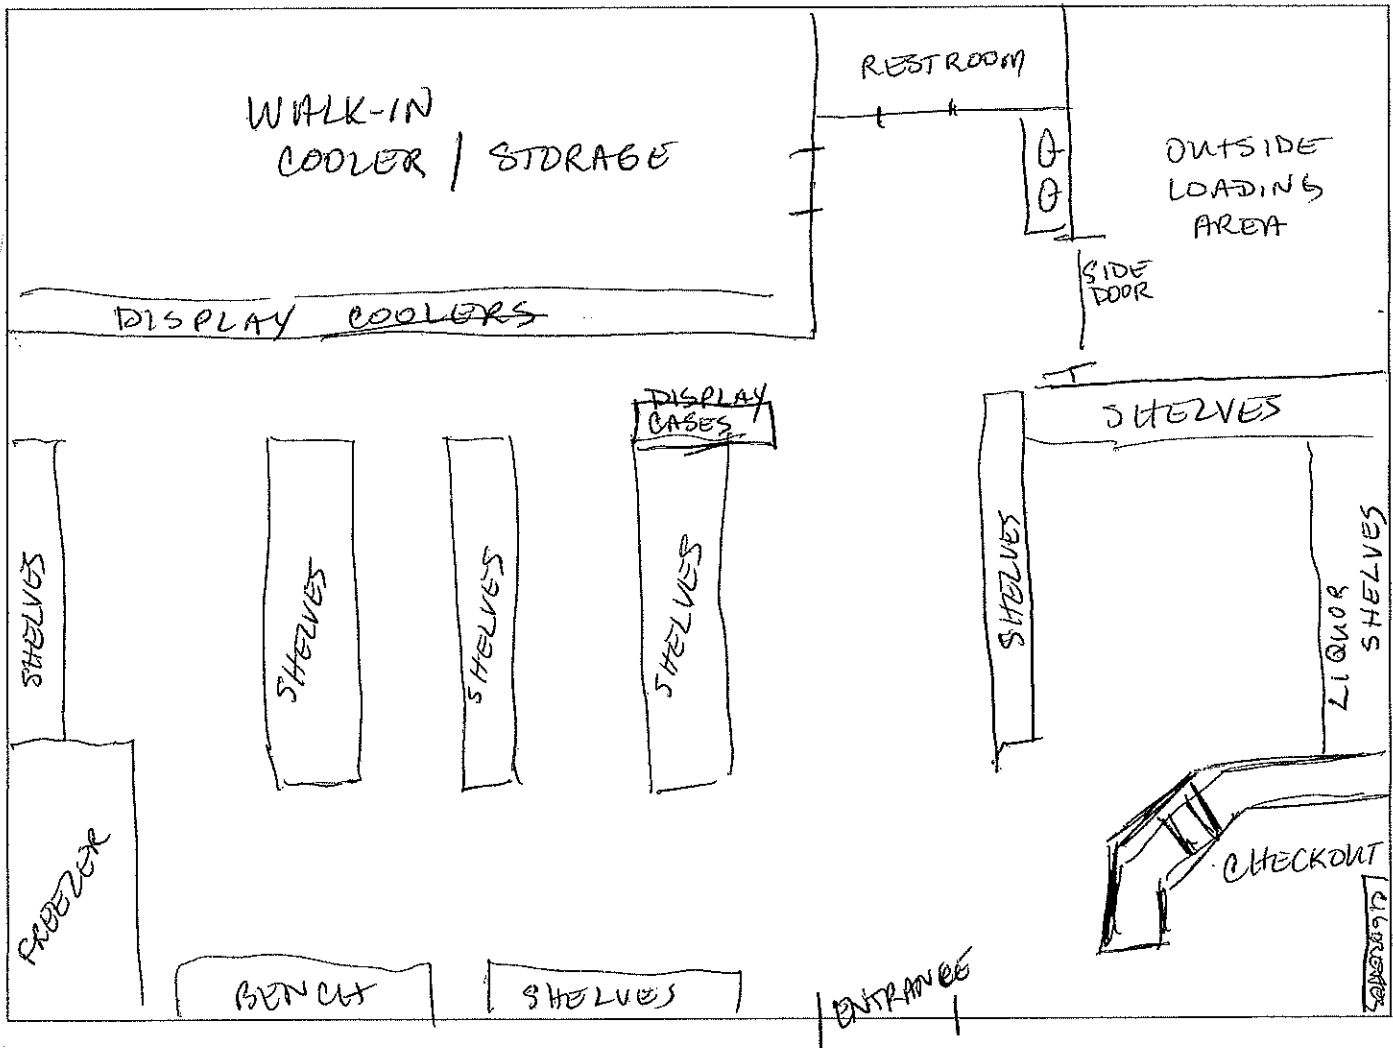 RESTROOM
WALK-IN
COOLER / STORAGE
OUTSIDE
LOADING
AREA
SIDE
DOOR
DISPLAY COOLERS
DISPLAY
CASES
SHELVES
SHELVES
SHELVES
SHELVES
SHELVES
SHELVES
LIQUOR
SHELVES
FREEZER
CHECKOUT
CIGARETTES
BENCH
SHELVES
ENTRANCE